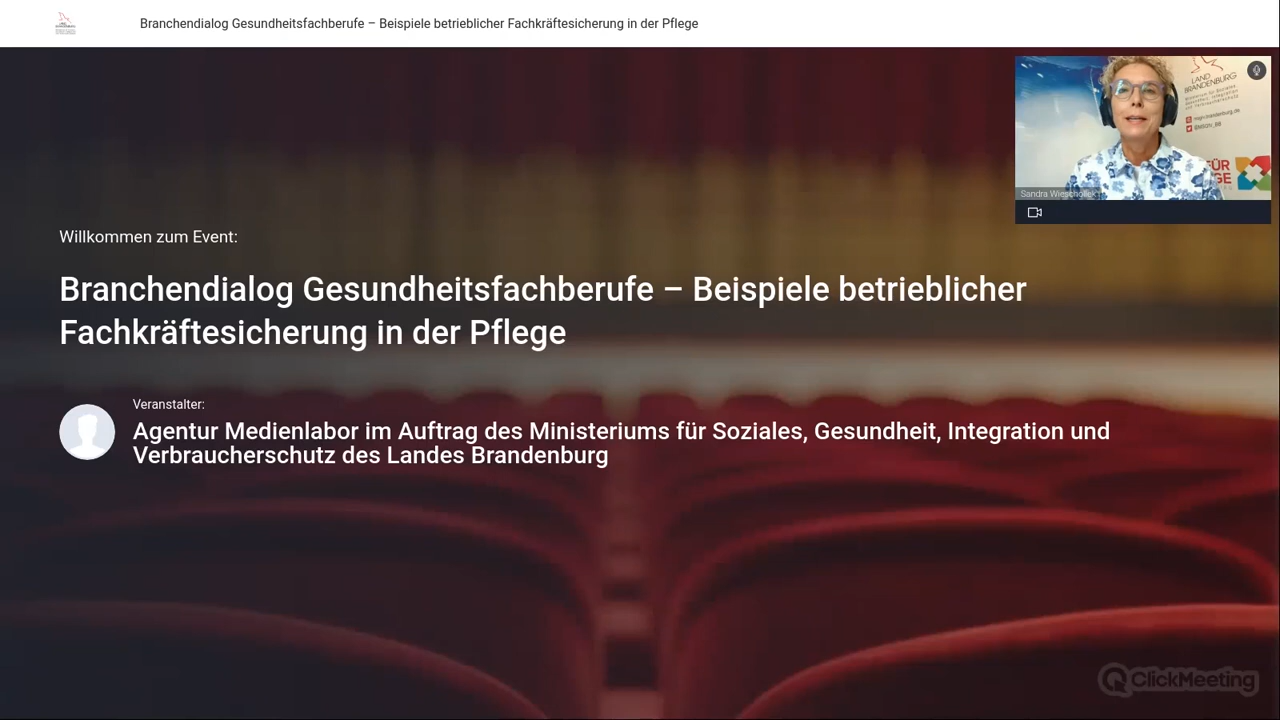 Branchendialog Gesundheitsfachberufe – Beispiele betrieblicher Fachkräftesicherung in der Pflege
LAND
BRANDENBURG
Sandra Wieschollek
Willkommen zum Event:
Branchendialog Gesundheitsfachberufe – Beispiele betrieblicher
Fachkräftesicherung in der Pflege
Veranstalter:
Agentur Medienlabor im Auftrag des Ministeriums für Soziales, Gesundheit, Integration und
Verbraucherschutz des Landes Brandenburg
ClickMeeting